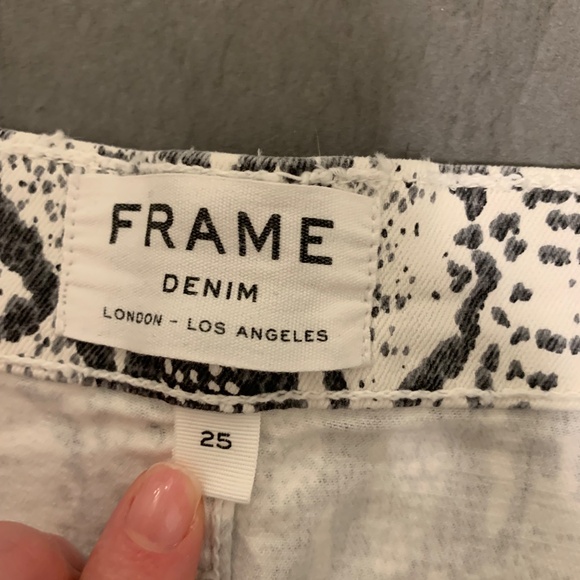 FRAME
DENIM
LONDON - LOS ANGELES
25